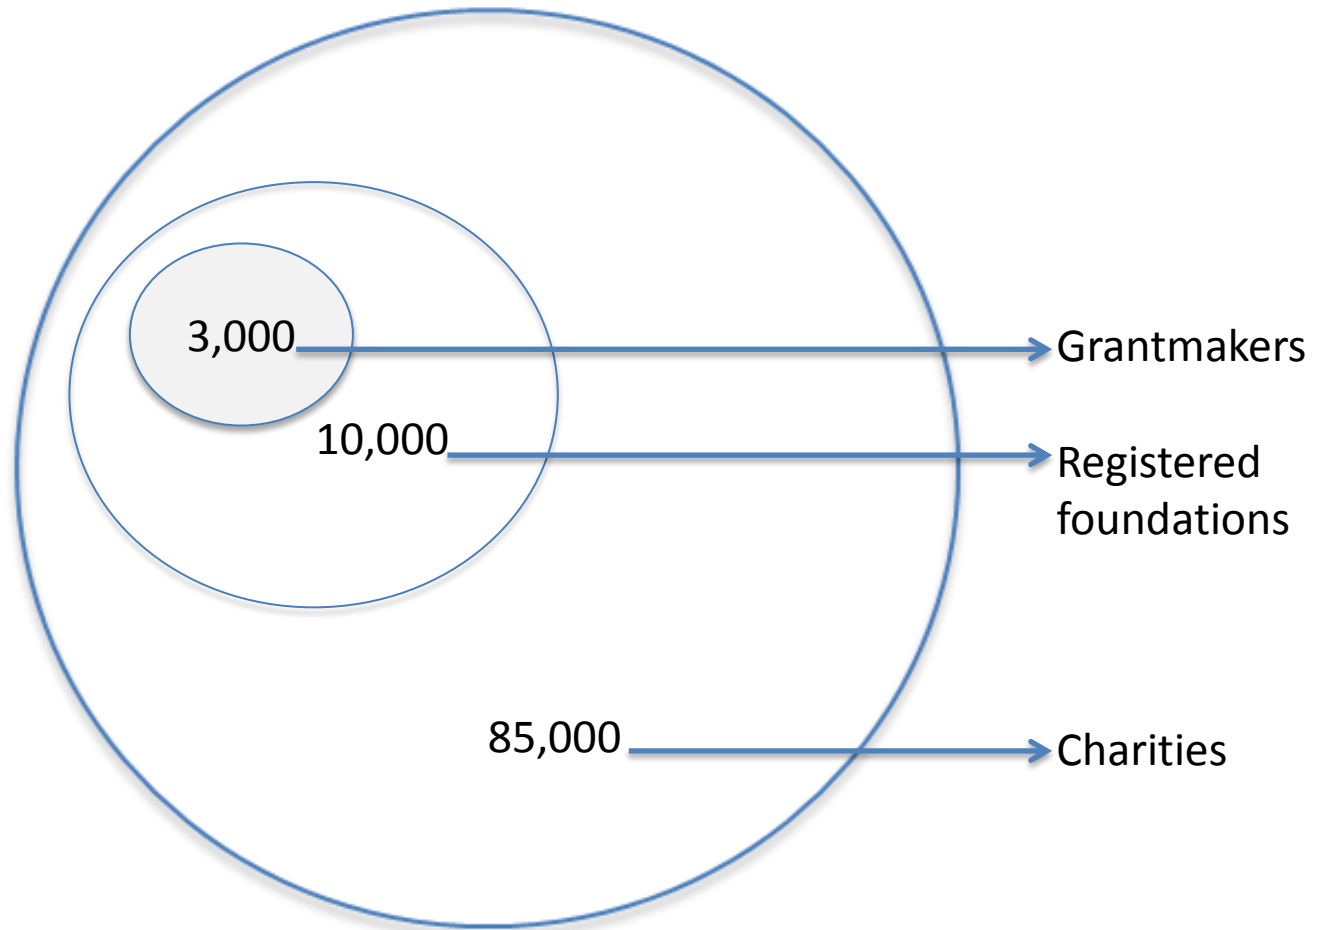 3,000
Grantmakers
10,000
Registered
foundations
85,000
Charities